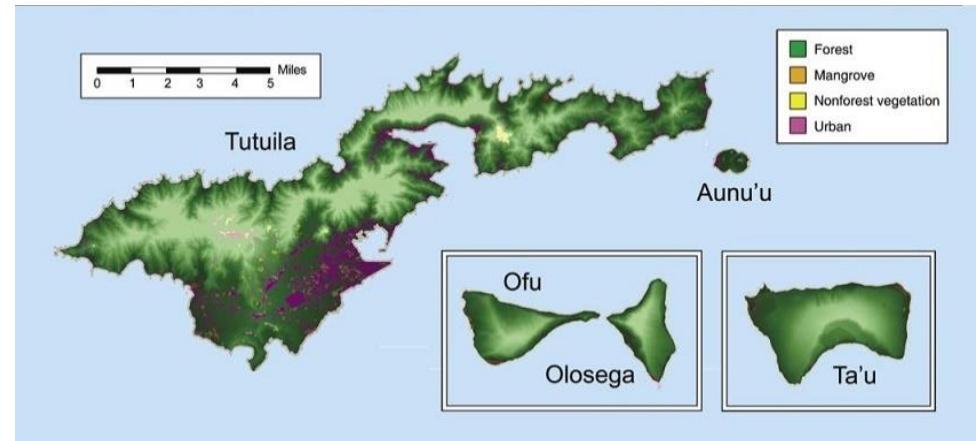 Miles
0 1 2 3 4 5
Forest
Mangrove
Nonforest vegetation
Urban
Tutuila
Aunu'u
Ofu
Olosega
Ta'u